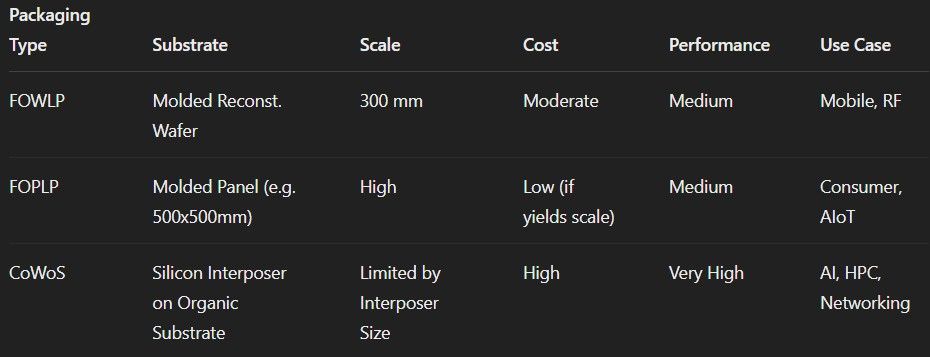 Packaging
Type Substrate Scale Cost Performance Use Case
FOWLP Molded Reconst. 300 mm Moderate Medium Mobile, RF
Wafer
FOPLP Molded Panel (e.g. High Low (if Medium Consumer,
500x500mm) yields scale) AIoT
CoWoS Silicon Interposer Limited by High Very High AI, HPC,
on Organic Interposer Networking
Substrate Size